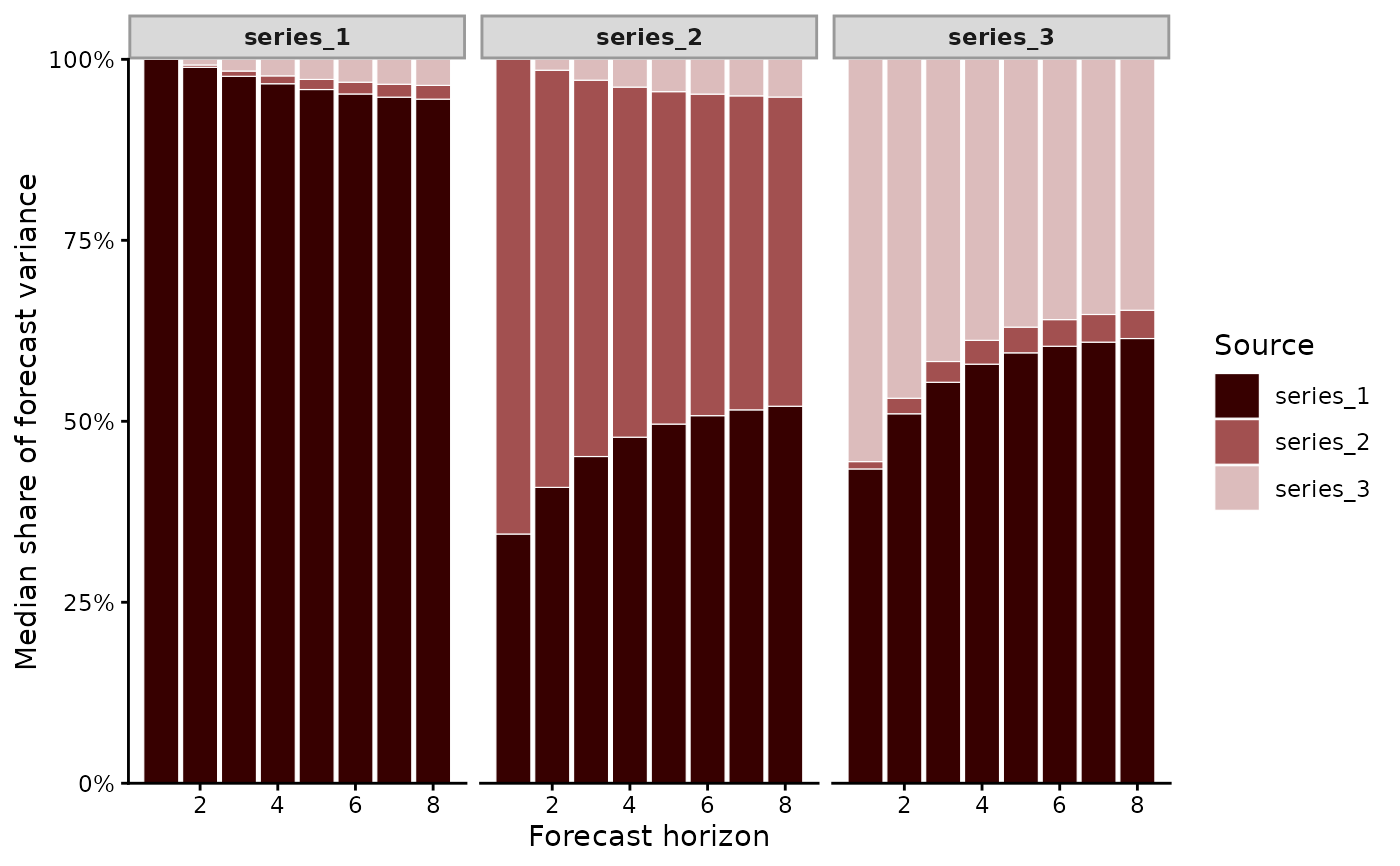 series_1 series_2 series_3
100%
75%
50%
25%
0%
Median share of forecast variance
2 4 6 8 2 4 6 8 2 4 6 8
Forecast horizon
Source
series_1
series_2
series_3